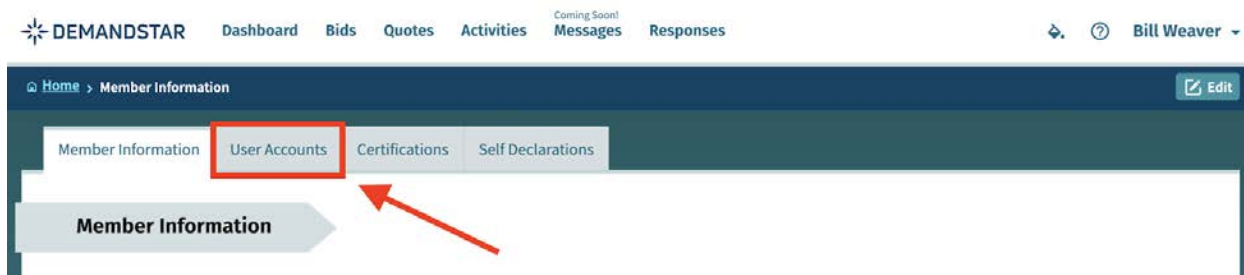 DEMANDSTAR Dashboard Bids Quotes Activities Coming Soon! Messages Responses Bill Weaver
Home > Member Information Edit
Member Information User Accounts Certifications Self Declarations
Member Information